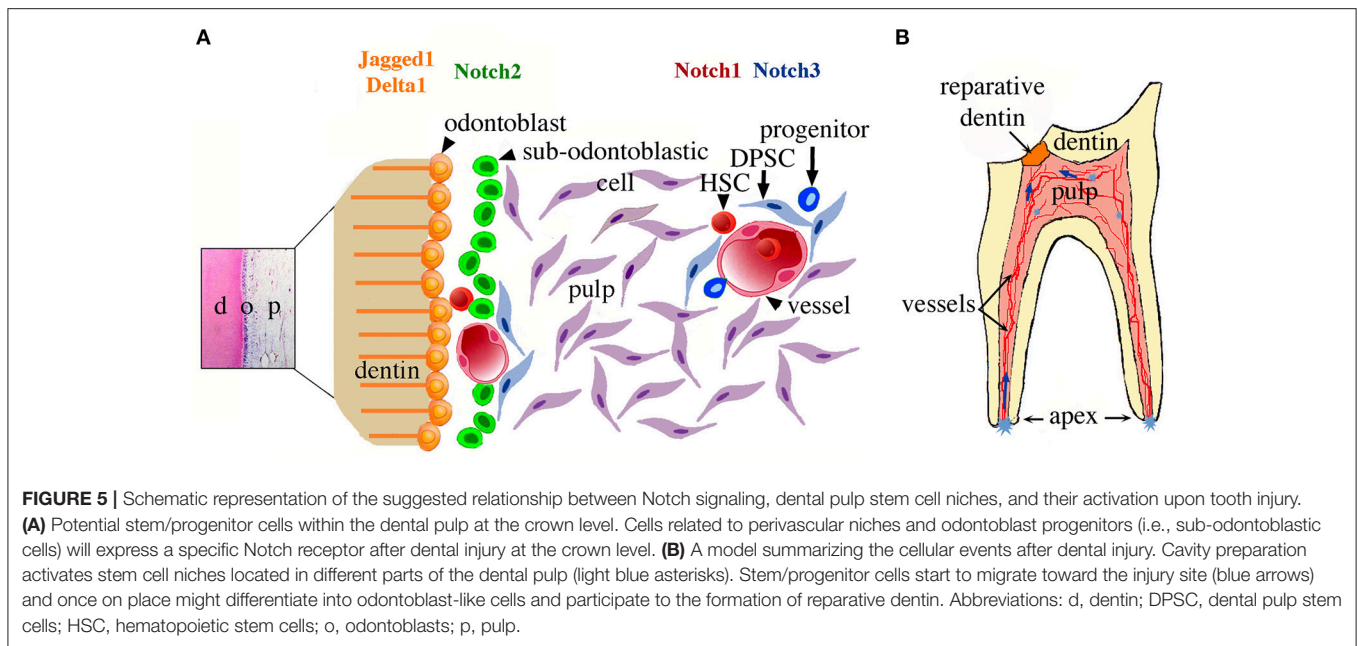 A
B
Jagged1
Delta1
Notch2
Notch1 Notch3
odontoblast
sub-odontoblastic
cell
progenitor
DPSC
HSC
pulp
vessel
dentin
d o p
reparative
dentin
dentin
pulp
vessels
apex
FIGURE 5 | Schematic representation of the suggested relationship between Notch signaling, dental pulp stem cell niches, and their activation upon tooth injury.
(A) Potential stem/progenitor cells within the dental pulp at the crown level. Cells related to perivascular niches and odontoblast progenitors (i.e., sub-odontoblastic
cells) will express a specific Notch receptor after dental injury at the crown level. (B) A model summarizing the cellular events after dental injury. Cavity preparation
activates stem cell niches located in different parts of the dental pulp (light blue asterisks). Stem/progenitor cells start to migrate toward the injury site (blue arrows)
and once on place might differentiate into odontoblast-like cells and participate to the formation of reparative dentin. Abbreviations: d, dentin; DPSC, dental pulp stem
cells; HSC, hematopoietic stem cells; o, odontoblasts; p, pulp.